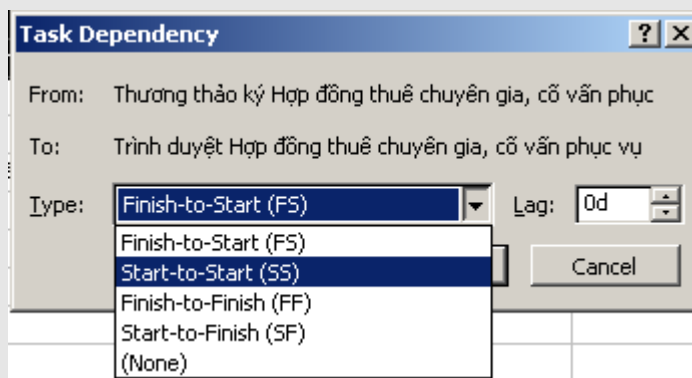 Task Dependency
From: Thương thảo ký Hợp đồng thuê chuyên gia, cố vấn phục
To: Trình duyệt Hợp đồng thuê chuyên gia, cố vấn phục vụ
Type: Finish-to-Start (FS) Lag: 0d
Finish-to-Start (FS)
Start-to-Start (SS)
Cancel
Finish-to-Finish (FF)
Start-to-Finish (SF)
(None)